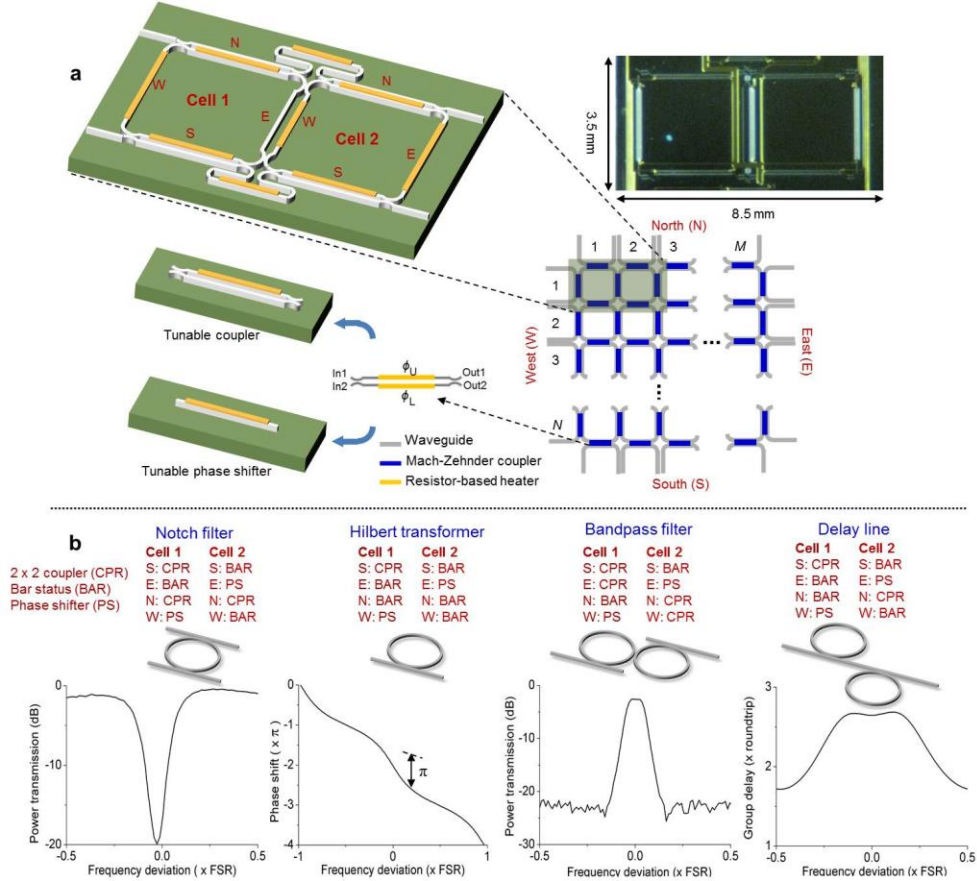 a
N
N
W
Cell 1
E
W
Cell 2
S
E
S
3.5 mm
8.5 mm
North (N)
1 2 3 M
1
2
3
N
West (W)
East (E)
South (S)
Tunable coupler
Tunable phase shifter
ϕU
In1 Out1
In2 Out2
ϕL
Waveguide
Mach-Zehnder coupler
Resistor-based heater
b
2 x 2 coupler (CPR)
Bar status (BAR)
Phase shifter (PS)
Notch filter
Cell 1 Cell 2
S: CPR S: BAR
E: BAR E: PS
N: CPR N: CPR
W: PS W: BAR
Power transmission (dB)
0
-10
-20
-0.5 0.0 0.5
Frequency deviation ( x FSR)
Hilbert transformer
Cell 1 Cell 2
S: CPR S: BAR
E: BAR E: PS
N: BAR N: BAR
W: PS W: BAR
Phase shift ( x π)
0
-1
-2
-3
-4
π
-1 0 1
Frequency deviation (x FSR)
Bandpass filter
Cell 1 Cell 2
S: CPR S: BAR
E: CPR E: PS
N: BAR N: CPR
W: PS W: CPR
Power transmission (dB)
0
-10
-20
-30
-0.5 0.0 0.5
Frequency deviation (x FSR)
Delay line
Cell 1 Cell 2
S: CPR S: BAR
E: BAR E: PS
N: BAR N: CPR
W: PS W: BAR
Group delay (x roundtrip)
3
2
1
-0.5 0.0 0.5
Frequency deviation (x FSR)